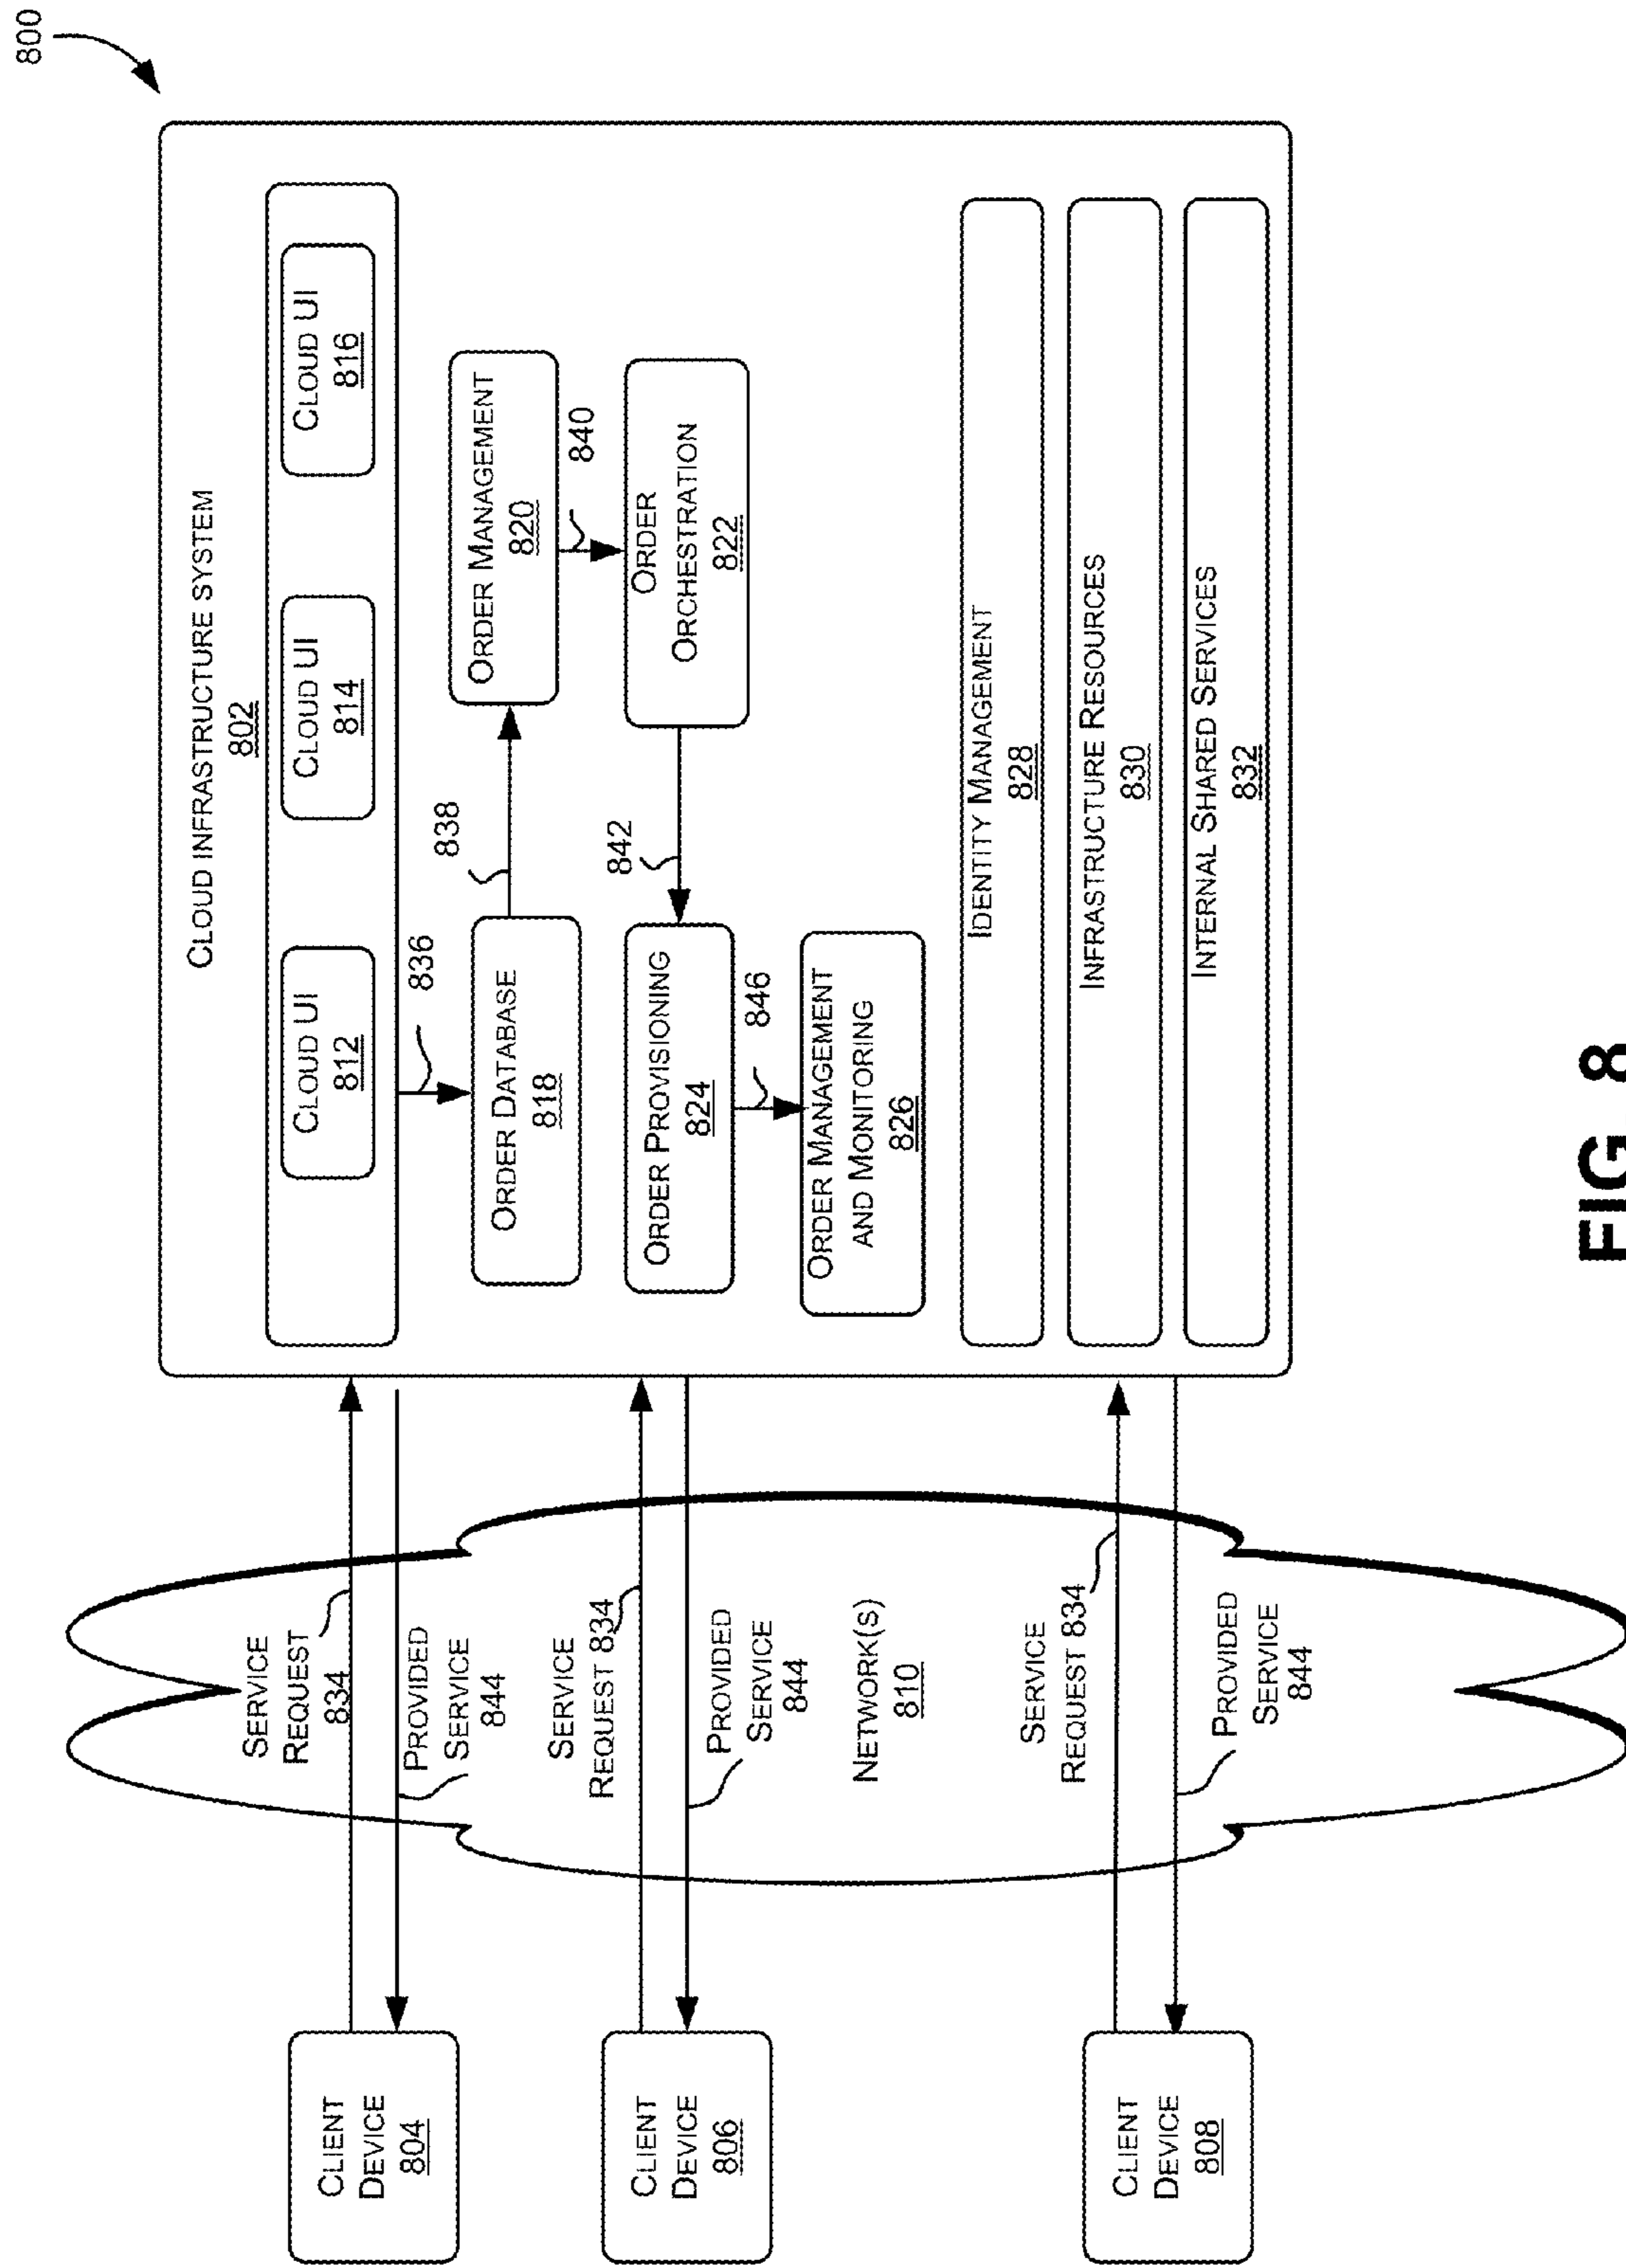 800
CLOUD INFRASTRUCTURE SYSTEM
802
CLOUD UI
812
CLOUD UI
814
CLOUD UI
816
836
ORDER DATABASE
818
838
ORDER MANAGEMENT
820
840
ORDER
ORCHESTRATION
822
842
ORDER PROVISIONING
824
846
ORDER MANAGEMENT
AND MONITORING
826
IDENTITY MANAGEMENT
828
INFRASTRUCTURE RESOURCES
830
INTERNAL SHARED SERVICES
832
CLIENT
DEVICE
804
SERVICE
REQUEST
834
PROVIDED
SERVICE
844
CLIENT
DEVICE
806
SERVICE
REQUEST 834
PROVIDED
SERVICE
844
NETWORK(S)
810
CLIENT
DEVICE
808
SERVICE
REQUEST 834
PROVIDED
SERVICE
844
FIG. 8